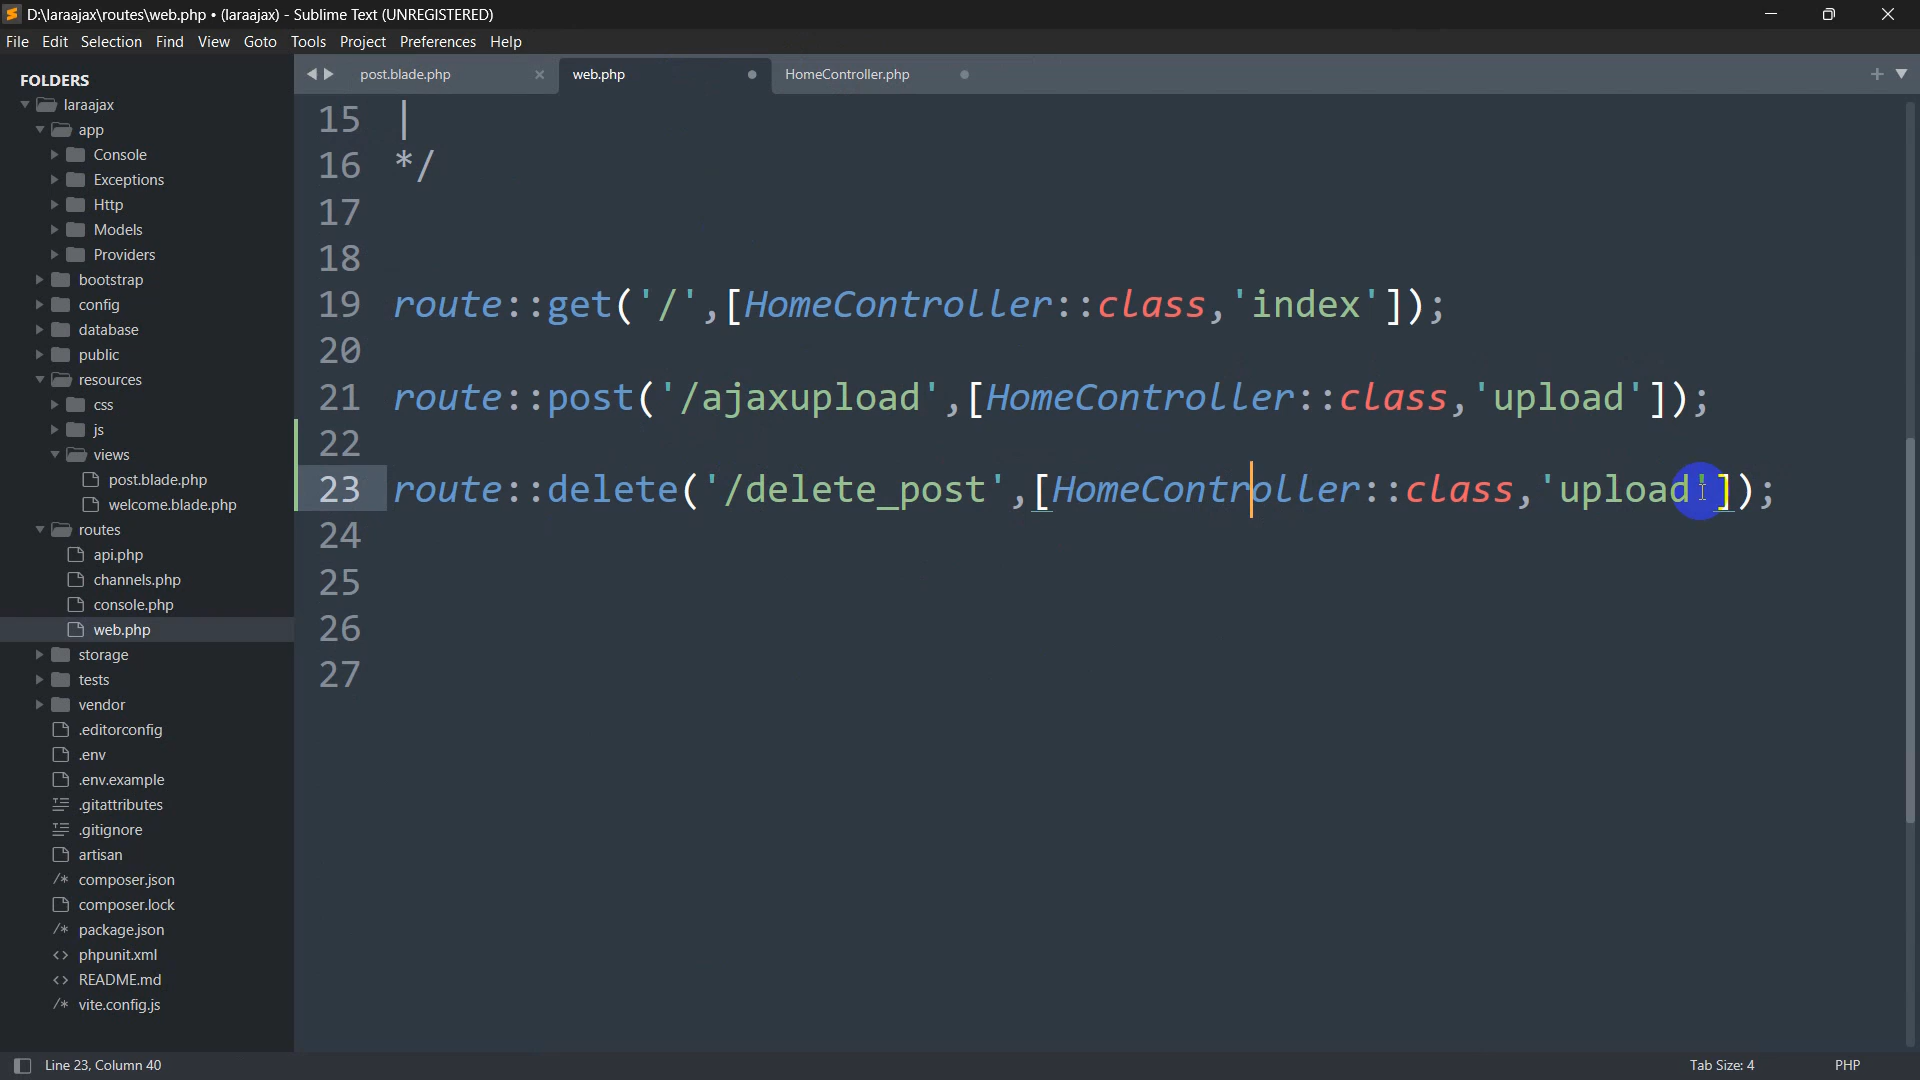 D:\laraajax\routes\web.php • (laraajax) - Sublime Text (UNREGISTERED)
File Edit Selection Find View Goto Tools Project Preferences Help
FOLDERS
laraajax
app
Console
Exceptions
Http
Models
Providers
bootstrap
config
database
public
resources
css
js
views
post.blade.php
welcome.blade.php
routes
api.php
channels.php
console.php
web.php
storage
tests
vendor
.editorconfig
.env
.env.example
.gitattributes
.gitignore
artisan
/* composer.json
composer.lock
/* package.json
<> phpunit.xml
<> README.md
/* vite.config.js
post.blade.php × web.php HomeController.php
15 |
16 */
17
18
19 route::get('/',[HomeController::class,'index']);
20
21 route::post('/ajaxupload',[HomeController::class,'upload']);
22
23 route::delete('/delete_post',[HomeController::class,'upload']);
24
25
26
27
Line 23, Column 40
Tab Size: 4
PHP